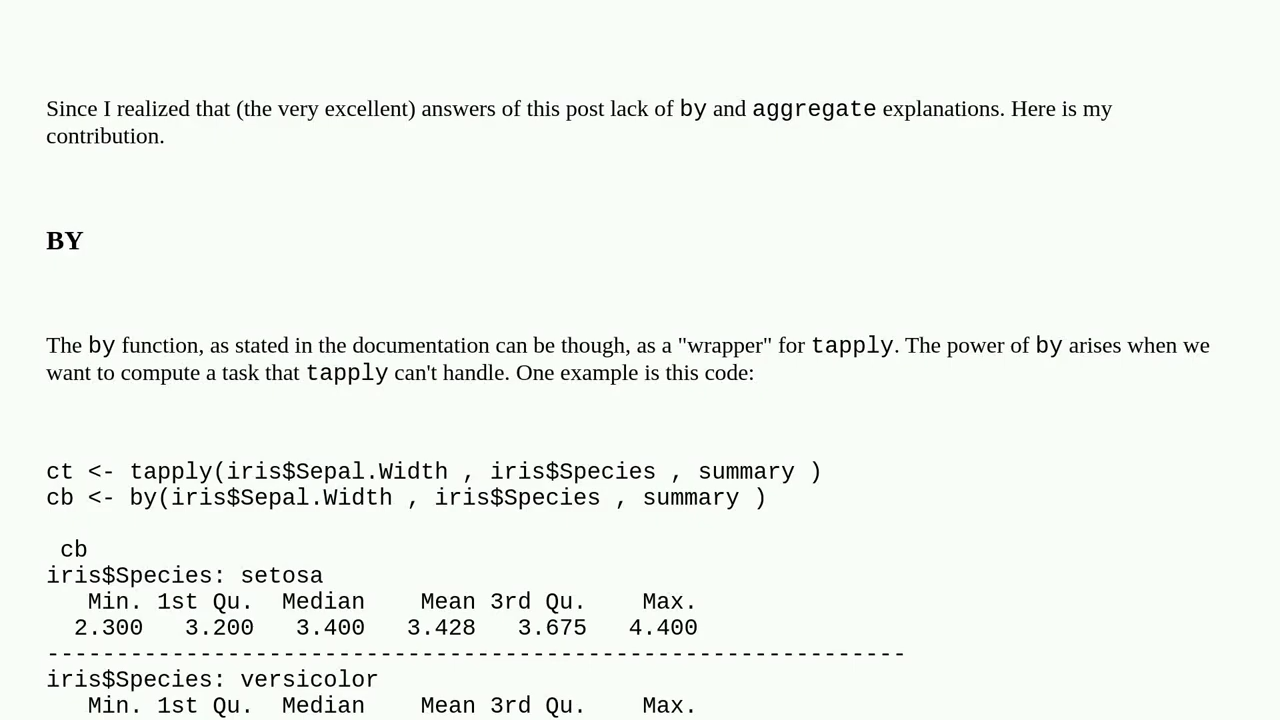 Since I realized that (the very excellent) answers of this post lack of by and aggregate explanations. Here is my
contribution.
BY
The by function, as stated in the documentation can be though, as a "wrapper" for tapply. The power of by arises when we
want to compute a task that tapply can't handle. One example is this code:
ct <- tapply(iris$Sepal.Width , iris$Species , summary )
cb <- by(iris$Sepal.Width , iris$Species , summary )
 cb
iris$Species: setosa
   Min. 1st Qu.  Median    Mean 3rd Qu.    Max.
  2.300   3.200   3.400   3.428   3.675   4.400
--------------------------------------------------------------
iris$Species: versicolor
   Min. 1st Qu.  Median    Mean 3rd Qu.    Max.